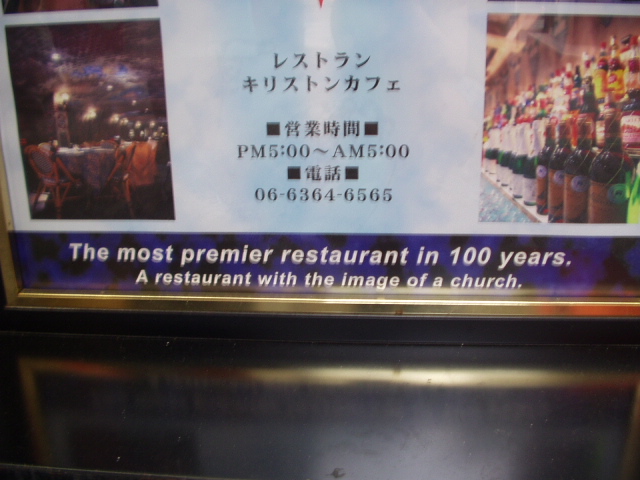 レストラン
キリストンカフェ
■営業時間■
PM5:00〜AM5:00
■電話■
06-6364-6565
The most premier restaurant in 100 years.
A restaurant with the image of a church.